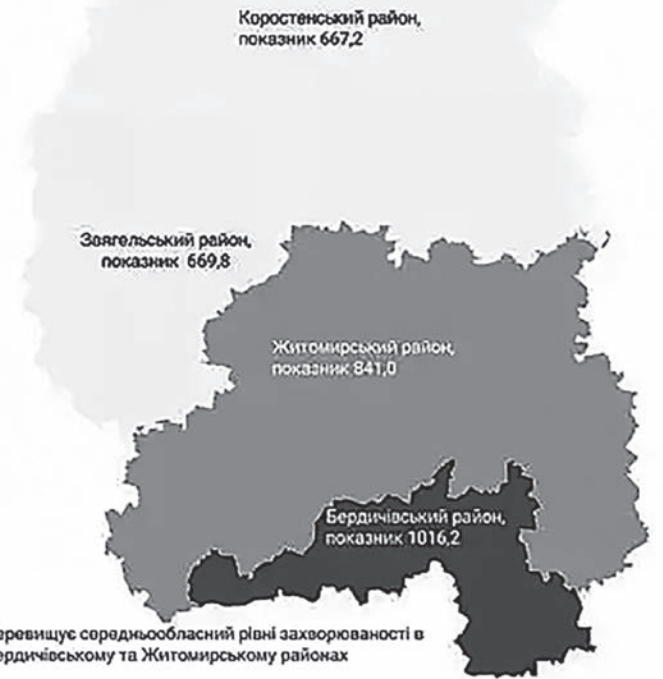 Коростенський район,
показник 667,2
Звягельський район,
показник 669,8
Житомирський район,
показник 841,0
Бердичівський район,
показник 1016,2
еревищує середньообласний рівні захворюваності в
ердичівському та Житомирському районах